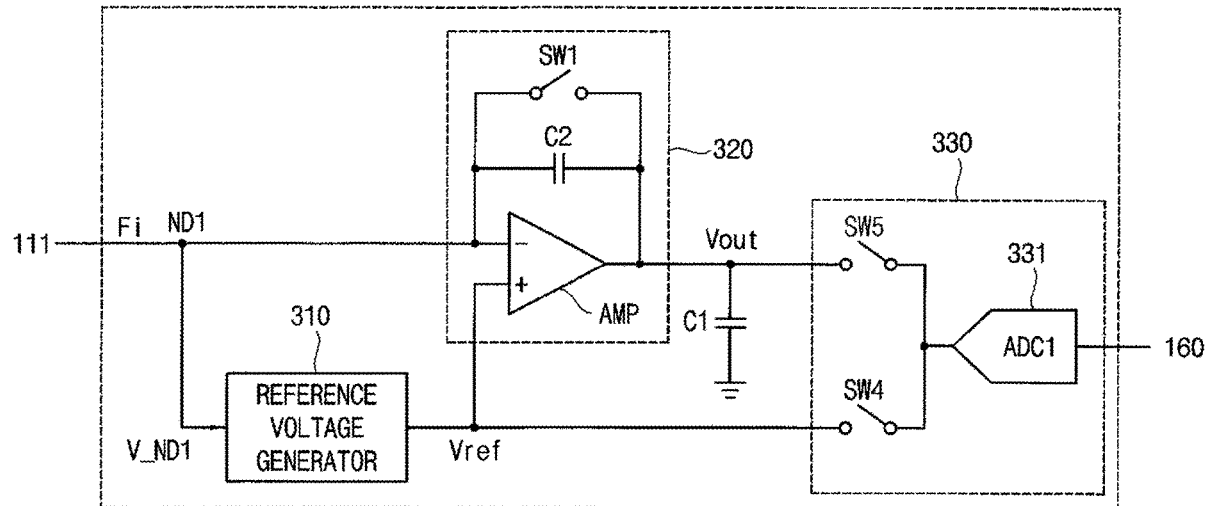 SW1
C2
320
330
111
Fi
ND1
−
+
AMP
Vout
C1
SW5
331
ADC1
160
310
REFERENCE
VOLTAGE
GENERATOR
V_ND1
Vref
SW4